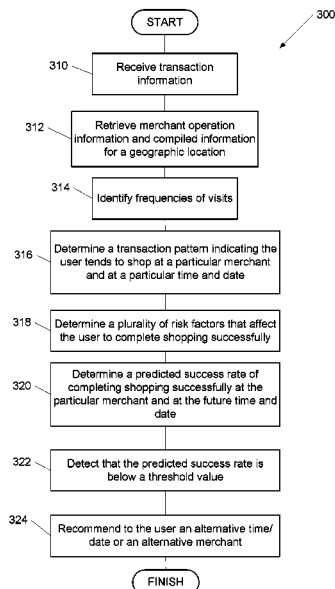 START
300
310
Receive transaction
information
312
Retrieve merchant operation
information and compiled information
for a geographic location
314
Identify frequencies of visits
316
Determine a transaction pattern indicating the
user tends to shop at a particular merchant
and at a particular time and date
318
Determine a plurality of risk factors that affect
the user to complete shopping successfully
320
Determine a predicted success rate of
completing shopping successfully at the
particular merchant and at the future time and
date
322
Detect that the predicted success rate is
below a threshold value
324
Recommend to the user an alternative time/
date or an alternative merchant
FINISH